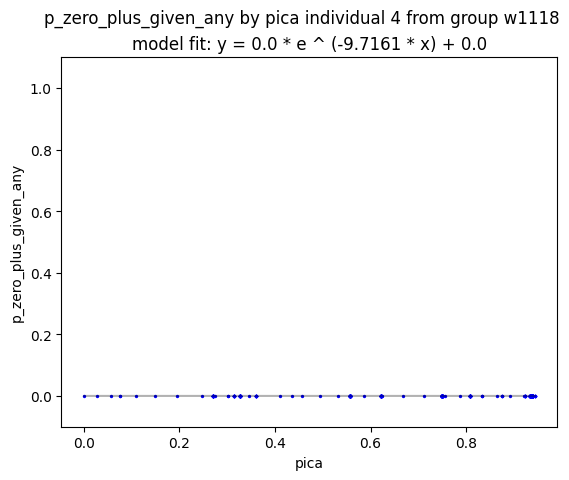 p_zero_plus_given_any by pica individual 4 from group w1118
model fit: y = 0.0 * e ^ (-9.7161 * x) + 0.0
1.0
0.8
0.6
0.4
0.2
0.0
p_zero_plus_given_any
0.0 0.2 0.4 0.6 0.8
pica